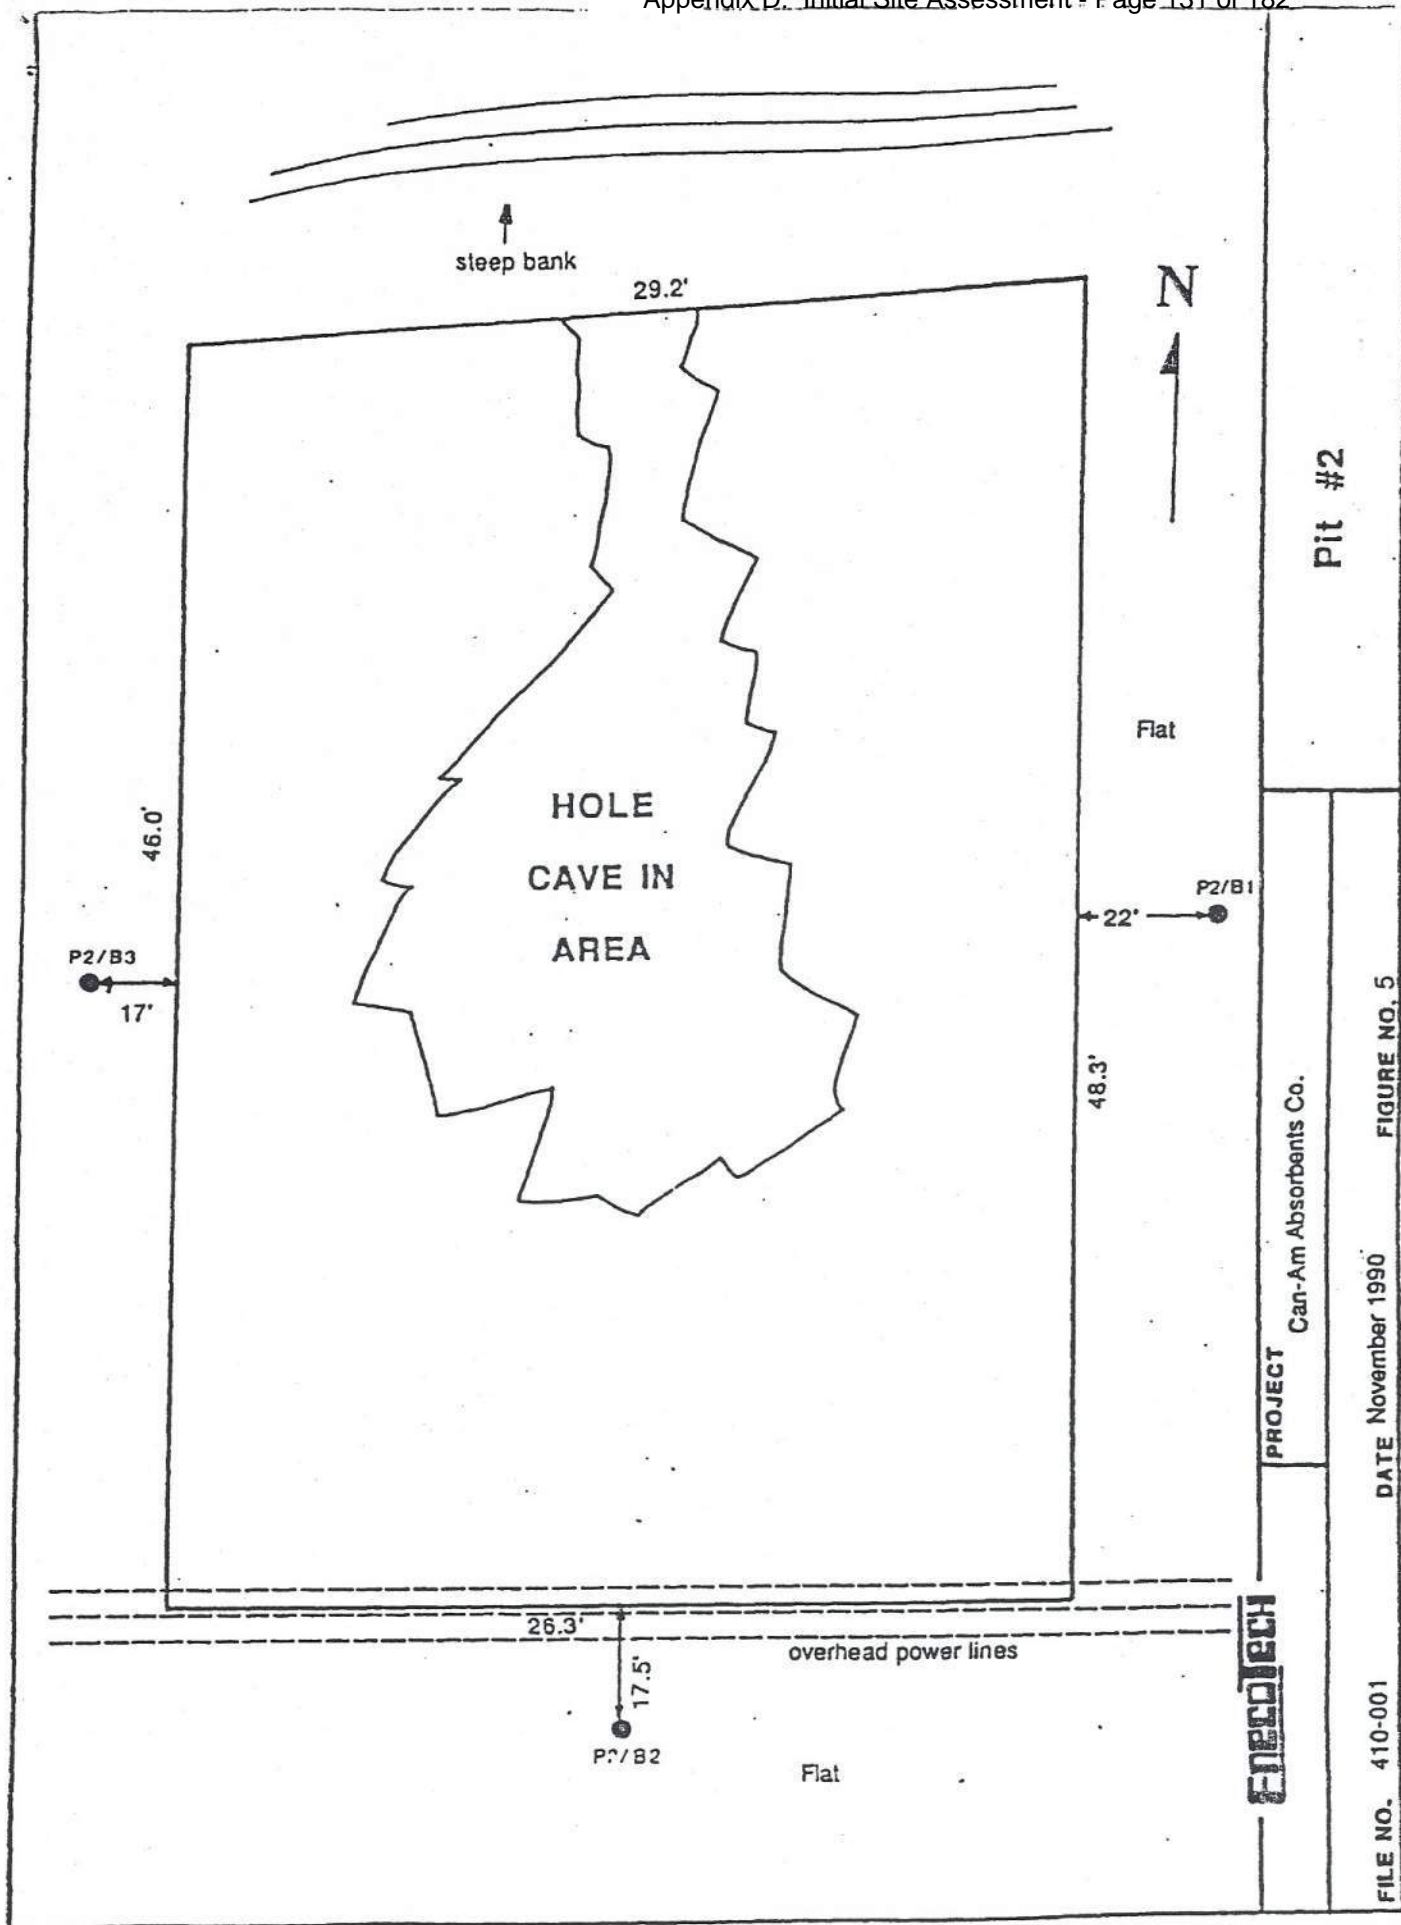 Appendix D: Initial Site Assessment - Page 131 of 182
steep bank
29.2'
N
Pit #2
Flat
46.0'
HOLE
CAVE IN
AREA
P2/B1
22'
P2/B3
17'
48.3'
26.3'
overhead power lines
17.5'
P2/B2
Flat
PROJECT
Can-Am Absorbents Co.
EnecoTech
FILE NO. 410-001
DATE November 1990
FIGURE NO. 5